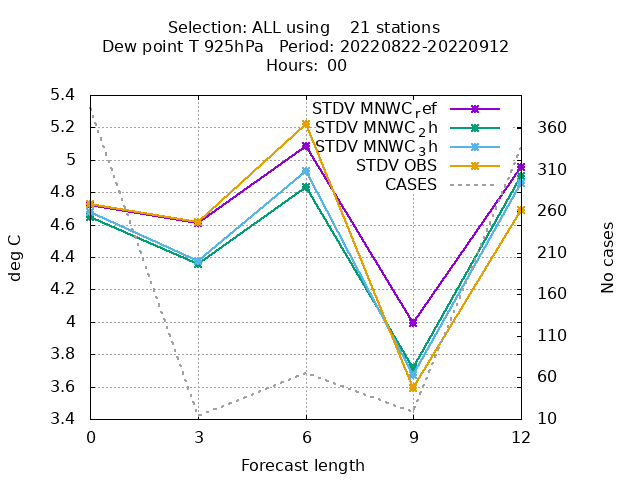 Selection: ALL using    21 stations
Dew point T 925hPa   Period: 20220822-20220912
Hours: 00
STDV MNWCref
STDV MNWC2h
STDV MNWC3h
STDV OBS
CASES
5.4
5.2
5
4.8
4.6
4.4
4.2
4
3.8
3.6
3.4
deg C
360
310
260
210
160
110
60
10
No cases
0 3 6 9 12
Forecast length